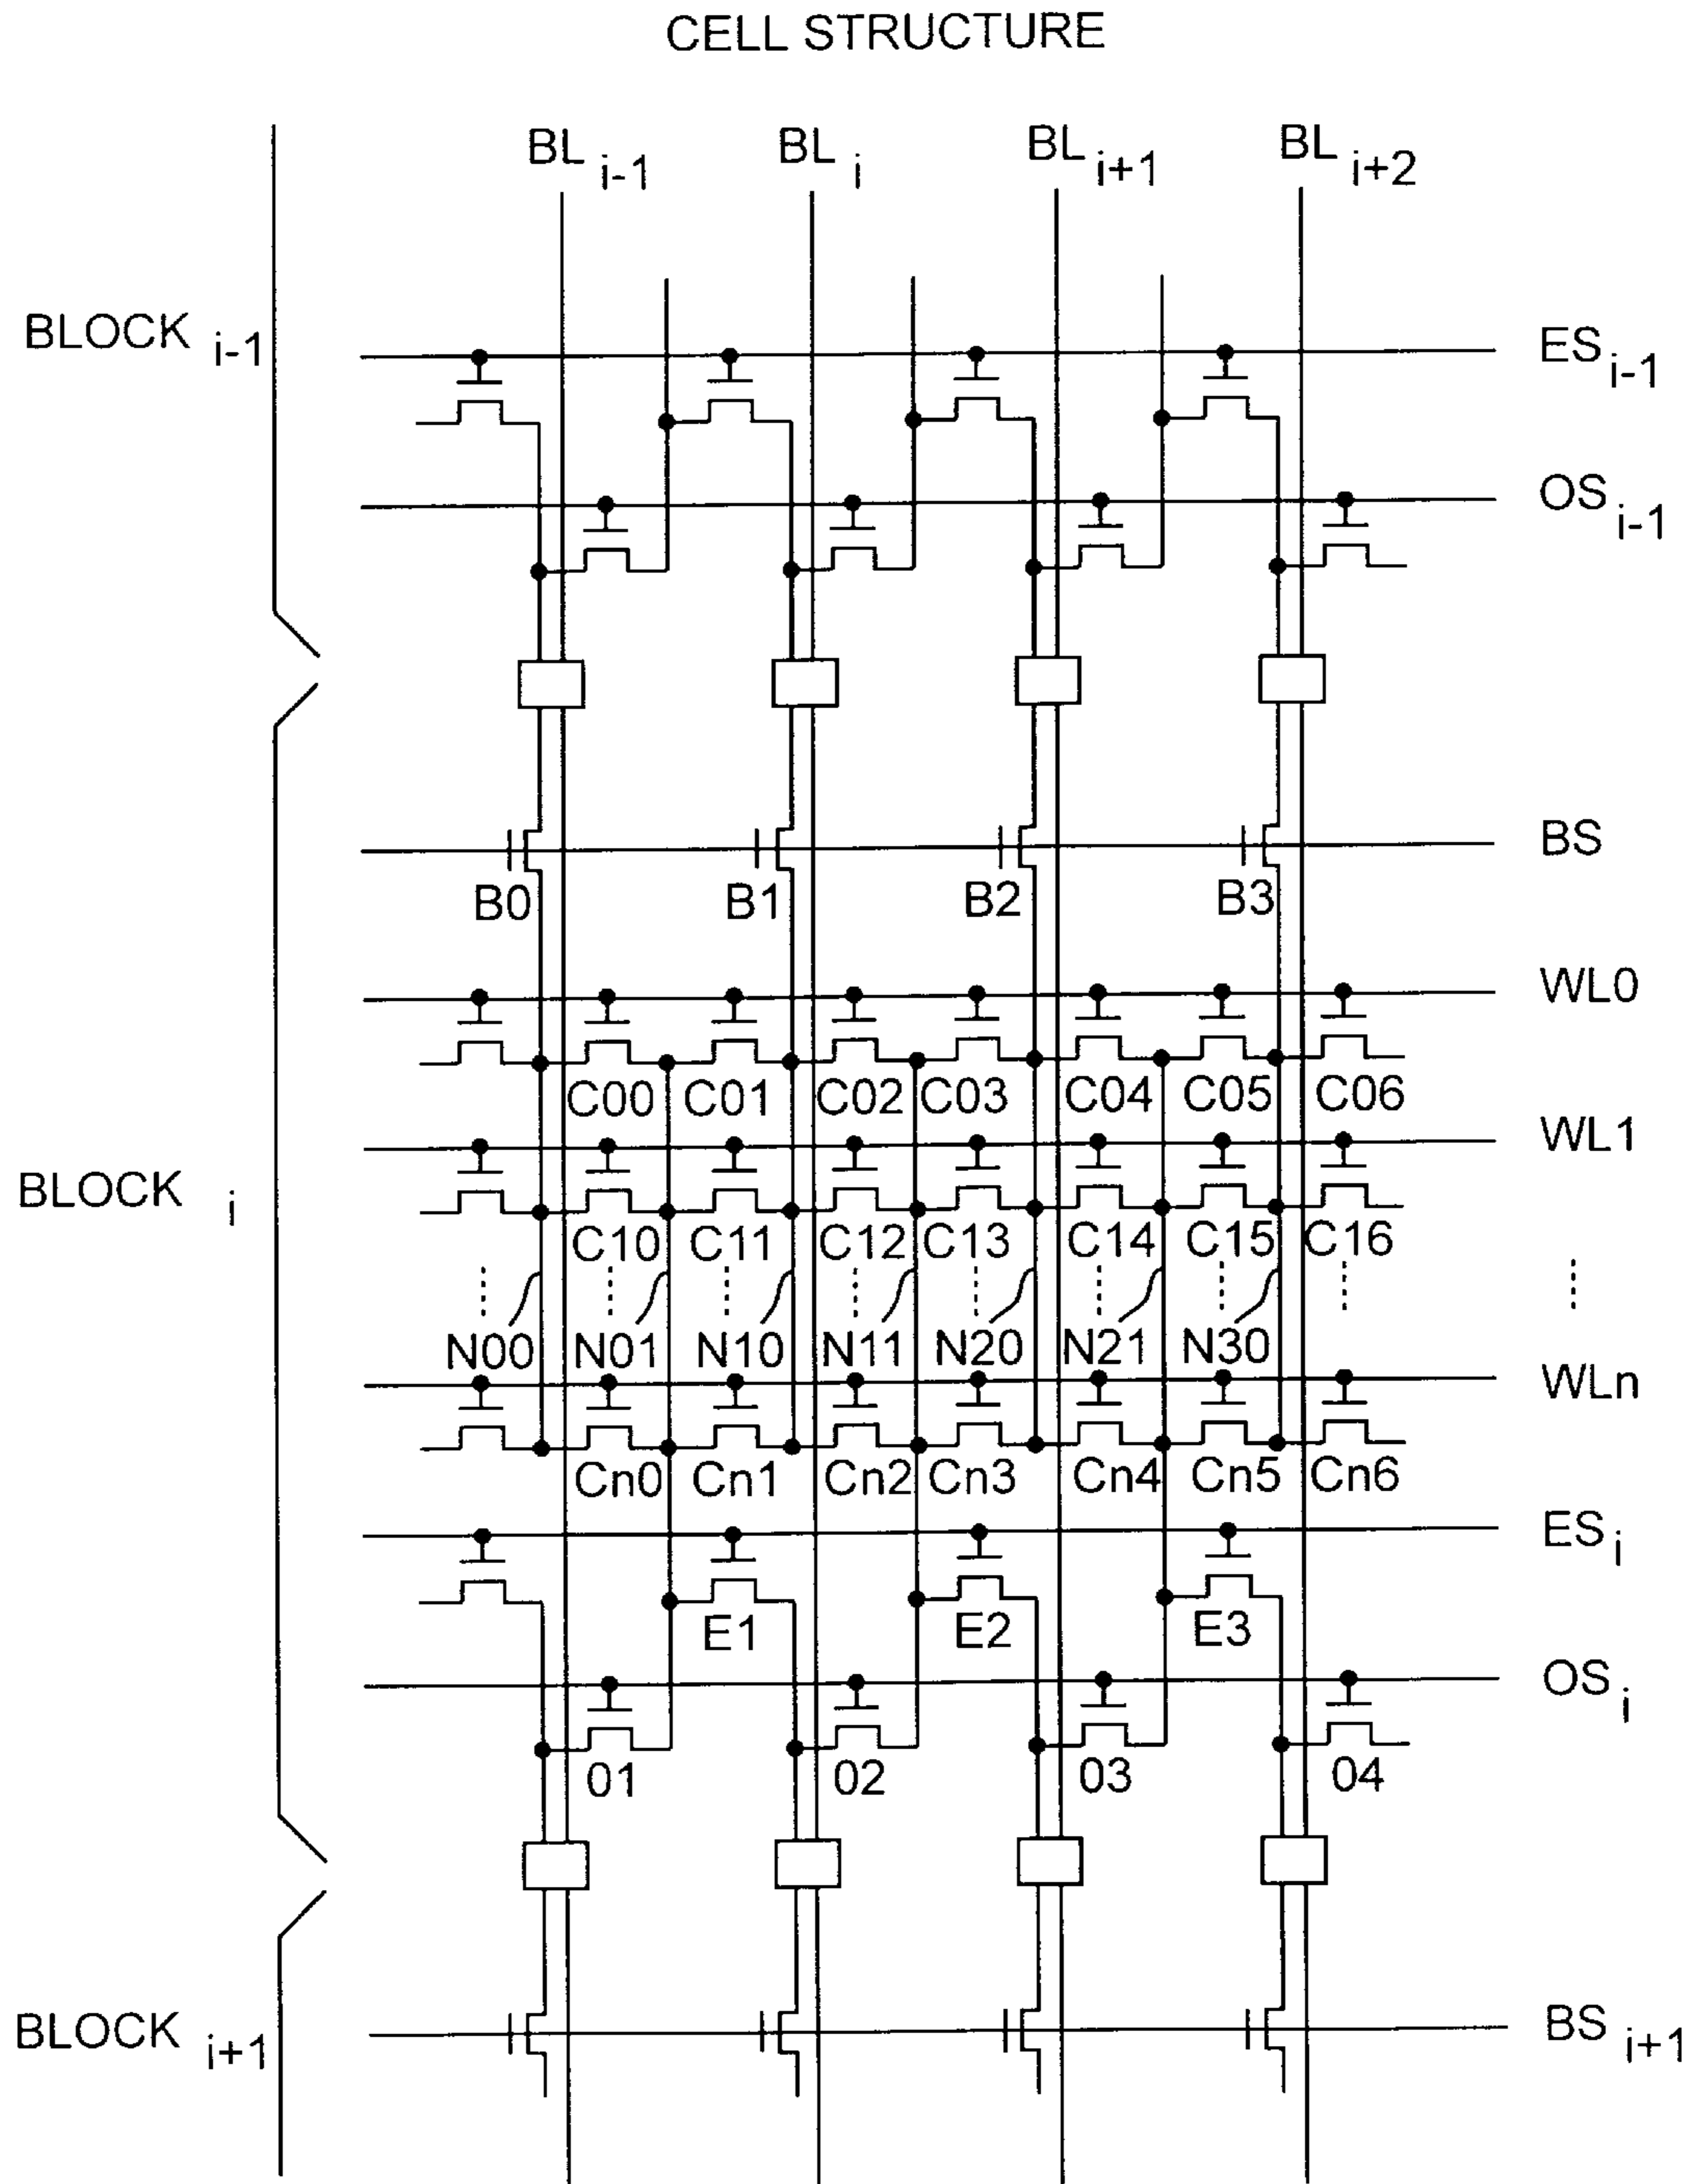 CELL STRUCTURE
BL i-1 BL i BL i+1 BL i+2
BLOCK i-1 ES i-1
OS i-1
BS
B0 B1 B2 B3
WL0
C00 C01 C02 C03 C04 C05 C06
WL1
BLOCK i
C10 C11 C12 C13 C14 C15 C16
N00 N01 N10 N11 N20 N21 N30
WLn
Cn0 Cn1 Cn2 Cn3 Cn4 Cn5 Cn6
ES i
E1 E2 E3
OS i
01 02 03 04
BLOCK i+1 BS i+1